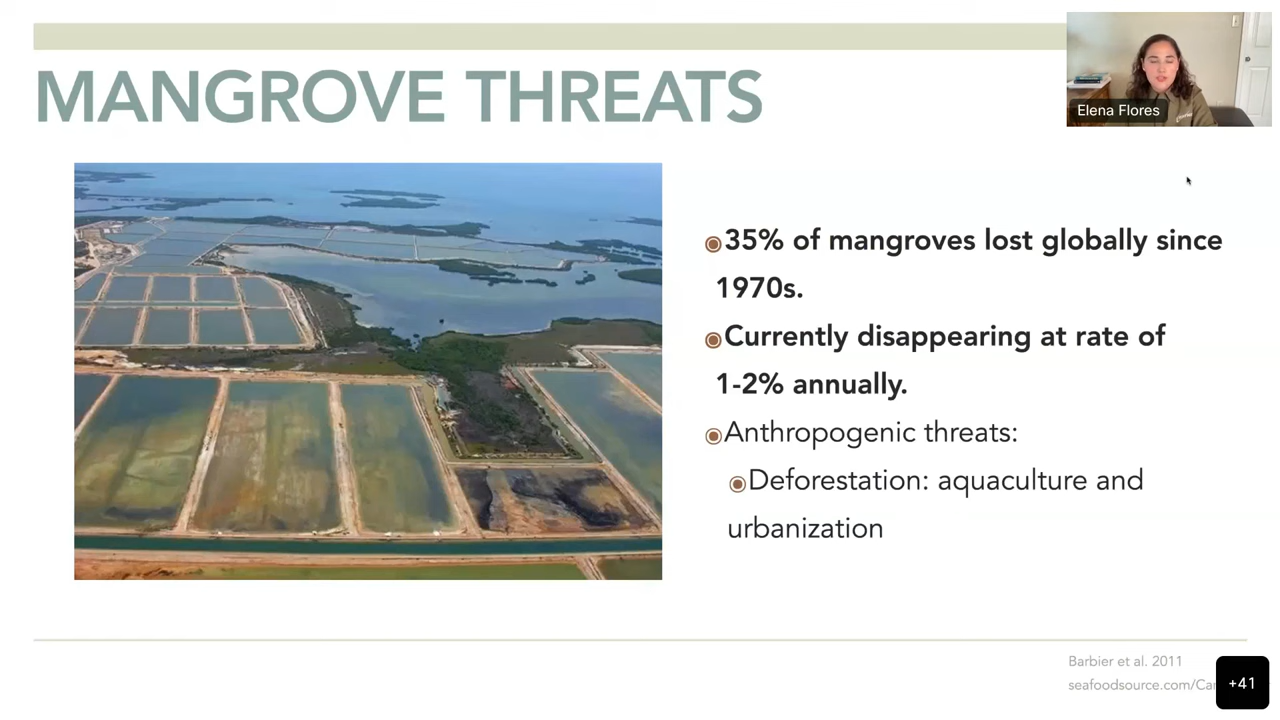 MANGROVE THREATS
Elena Flores
35% of mangroves lost globally since
1970s.
Currently disappearing at rate of
1-2% annually.
Anthropogenic threats:
Deforestation: aquaculture and
urbanization
Barbier et al. 2011
seafoodsource.com/
+41